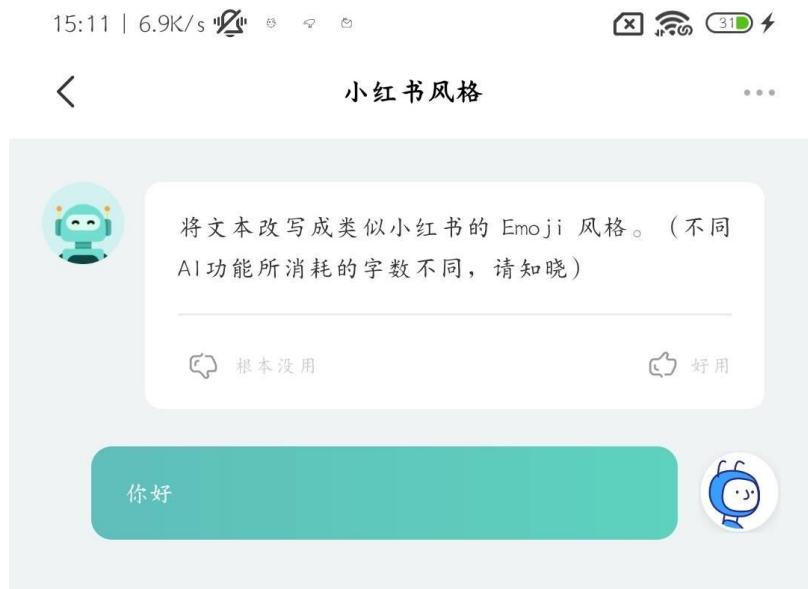 15:11 | 6.9K/s
31
小红书风格
将文本改写成类似小红书的 Emoji 风格。（不同
AI功能所消耗的字数不同，请知晓）
根本没用
好用
你好